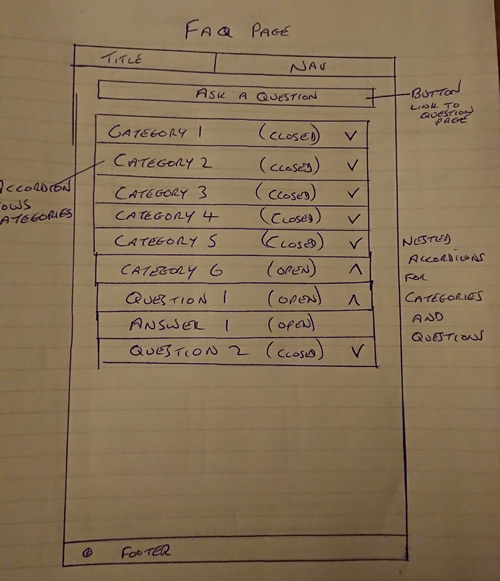 FAQ PAGE
TITLE
NAV
ASK A QUESTION
BUTTON
LINK TO
QUESTION
PAGE
CATEGORY 1 (CLOSED) V
CATEGORY 2 (CLOSED) V
CATEGORY 3 (CLOSED) V
CATEGORY 4 (CLOSED) V
CATEGORY 5 (CLOSED) V
CATEGORY 6 (OPEN) ∧
QUESTION 1 (OPEN) ∧
ANSWER 1 (OPEN)
QUESTION 2 (CLOSED) V
ACCORDION
OWS
ATEGORIES
NESTED
ACCORDIONS
FOR
CATEGORIES
AND
QUESTIONS
© FOOTER